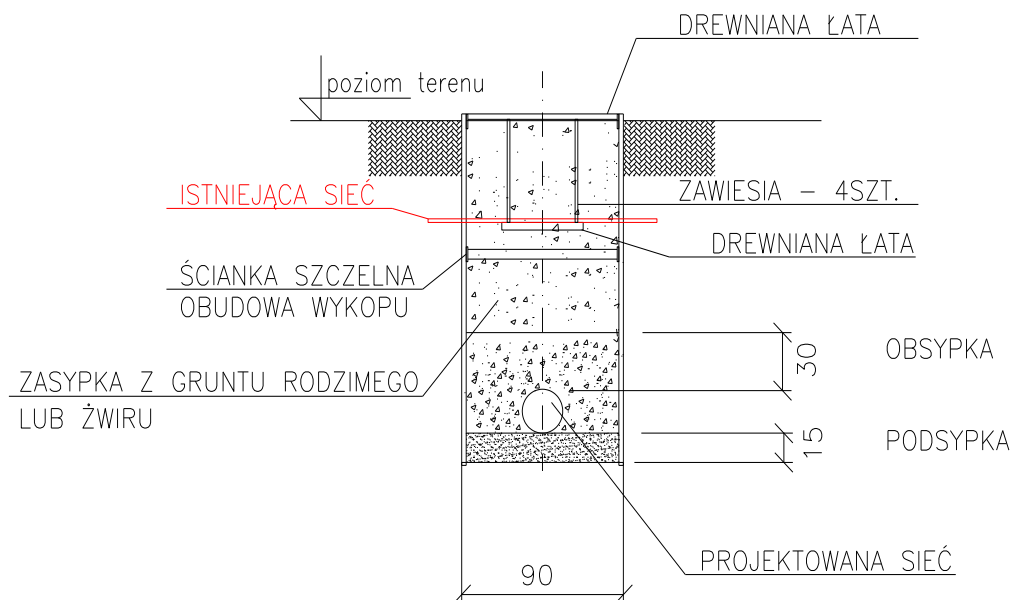 DREWNIANA ŁATA
poziom terenu
ISTNIEJĄCA SIEĆ
ZAWIESIA - 4SZT.
DREWNIANA ŁATA
ŚCIANKA SZCZELNA
OBUDOWA WYKOPU
30
OBSYPKA
ZASYPKA Z GRUNTU RODZIMEGO
LUB ŻWIRU
15
PODSYPKA
PROJEKTOWANA SIEĆ
90